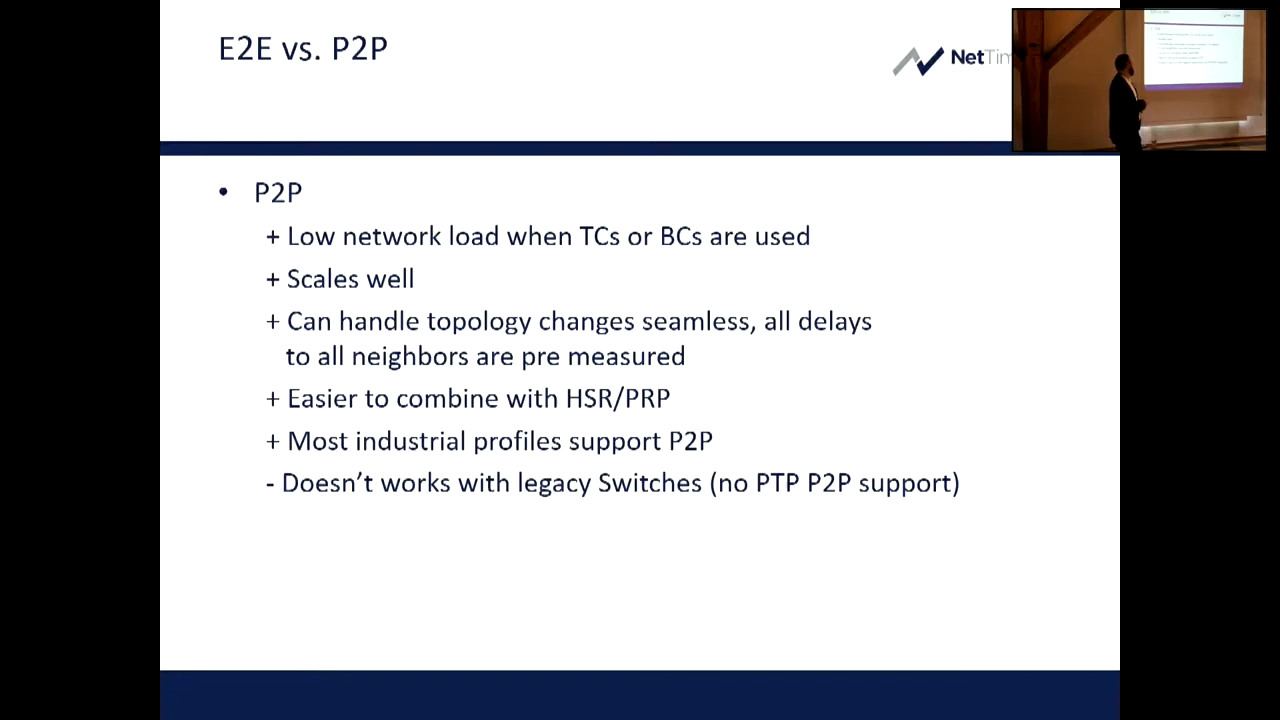 E2E vs. P2P
NetTim
• P2P
+ Low network load when TCs or BCs are used
+ Scales well
+ Can handle topology changes seamless, all delays
to all neighbors are pre measured
+ Easier to combine with HSR/PRP
+ Most industrial profiles support P2P
- Doesn't works with legacy Switches (no PTP P2P support)